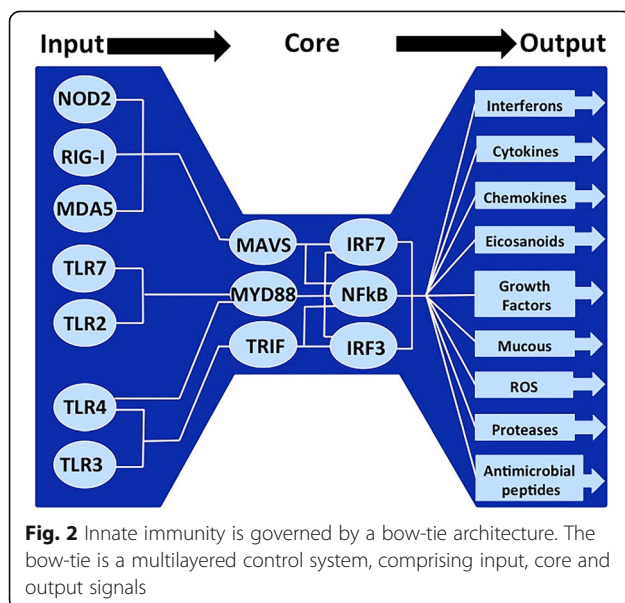 Input Core Output
NOD2
RIG-I
MDA5
TLR7
TLR2
TLR4
TLR3
MAVS
MYD88
TRIF
IRF7
NFkB
IRF3
Interferons
Cytokines
Chemokines
Eicosanoids
Growth
Factors
Mucous
ROS
Proteases
Antimicrobial
peptides
Fig. 2 Innate immunity is governed by a bow-tie architecture. The
bow-tie is a multilayered control system, comprising input, core and
output signals